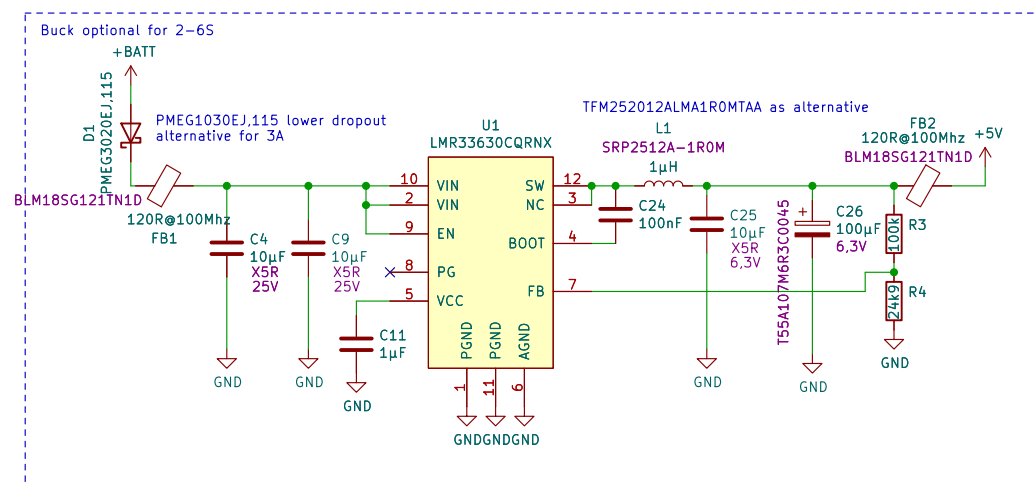 Buck optional for 2-6S
+BATT
D1
PMEG3020EJ,115
PMEG1030EJ,115 lower dropout
alternative for 3A
BLM18SG121TN1D
120R@100Mhz
FB1
C4
10µF
X5R
25V
C9
10µF
X5R
25V
C11
1µF
GND
GND
GND
U1
LMR33630CQRNX
10
VIN
2
VIN
9
EN
8
PG
5
VCC
SW
12
NC
3
BOOT
4
FB
7
PGND
PGND
AGND
1
11
6
GND
GND
GND
TFM252012ALMA1R0MTAA as alternative
L1
SRP2512A-1R0M
1µH
C24
100nF
C25
10µF
X5R
6,3V
GND
T55A107M6R3C0045
+
C26
100µF
6,3V
GND
FB2
120R@100Mhz
BLM18SG121TN1D
+5V
R3
100k
R4
24k9
GND